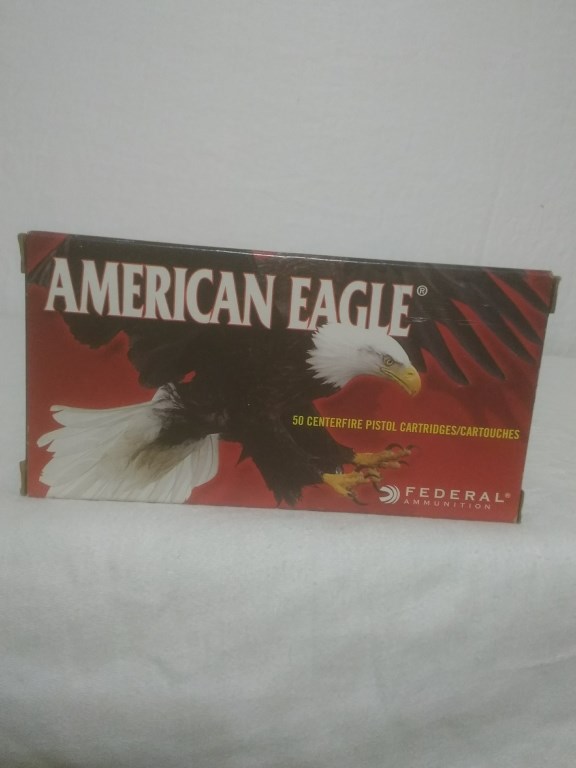 AMERICAN EAGLE®
50 CENTERFIRE PISTOL CARTRIDGES/CARTOUCHES
FEDERAL®
AMMUNITION